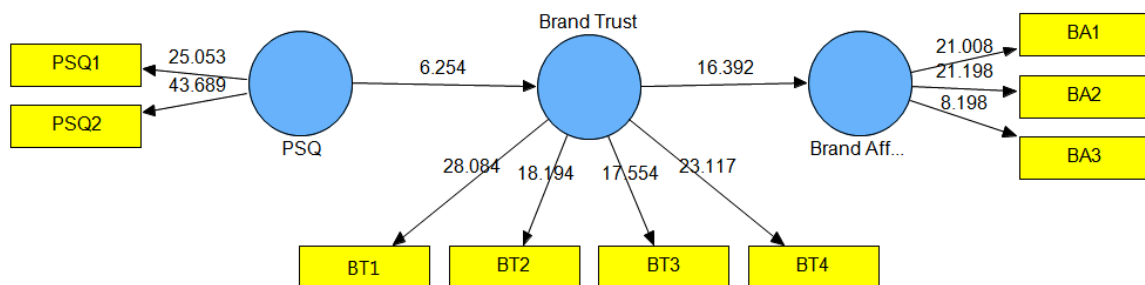 Brand Trust
BA1
PSQ1
25.053
6.254
16.392
21.008
21.198
BA2
43.689
8.198
PSQ2
PSQ
Brand Aff...
BA3
28.084
18.194
17.554
23.117
BT1
BT2
BT3
BT4